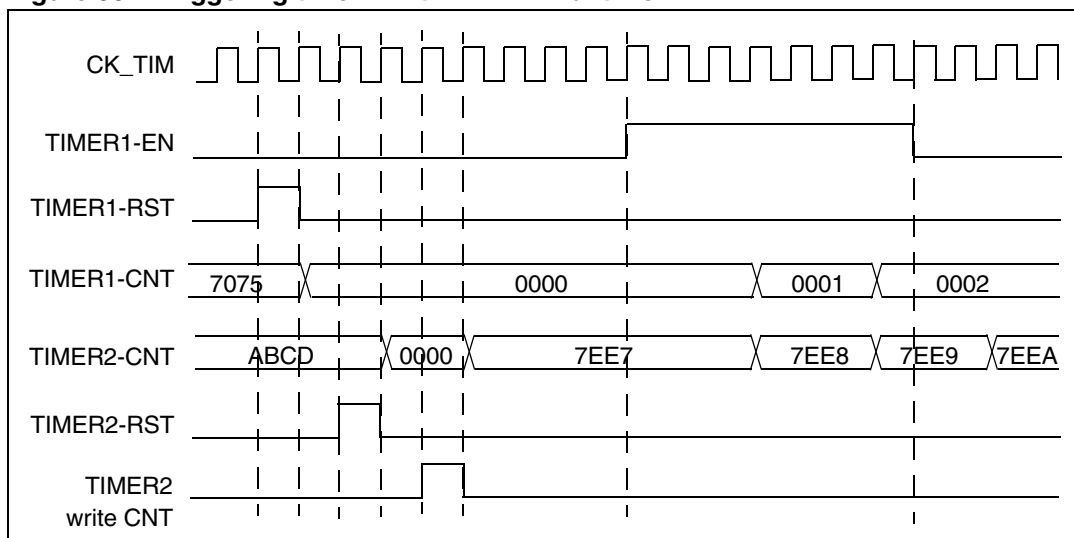 CK_TIM
TIMER1-EN
TIMER1-RST
TIMER1-CNT 7075 0000 0001 0002
TIMER2-CNT ABCD 0000 7EE7 7EE8 7EE9 7EEA
TIMER2-RST
TIMER2
write CNT